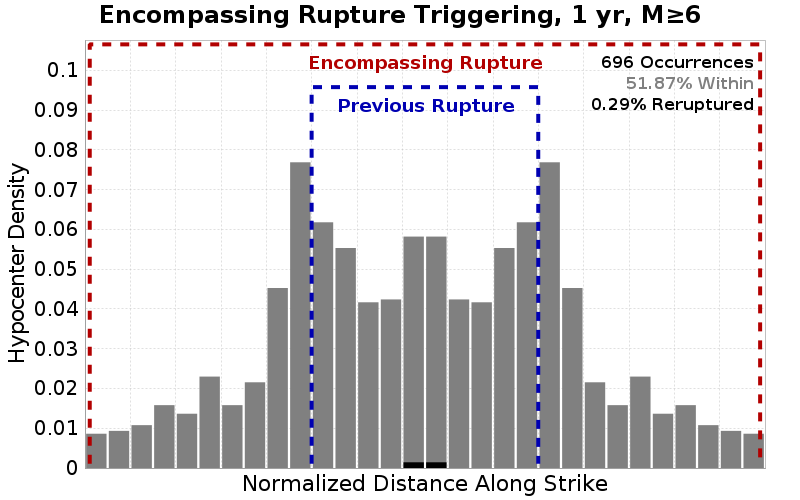 Encompassing Rupture Triggering, 1 yr, M≥6
Encompassing Rupture
696 Occurrences
51.87% Within
Previous Rupture
0.29% Reruptured
Hypocenter Density
0.1
0.09
0.08
0.07
0.06
0.05
0.04
0.03
0.02
0.01
0
Normalized Distance Along Strike